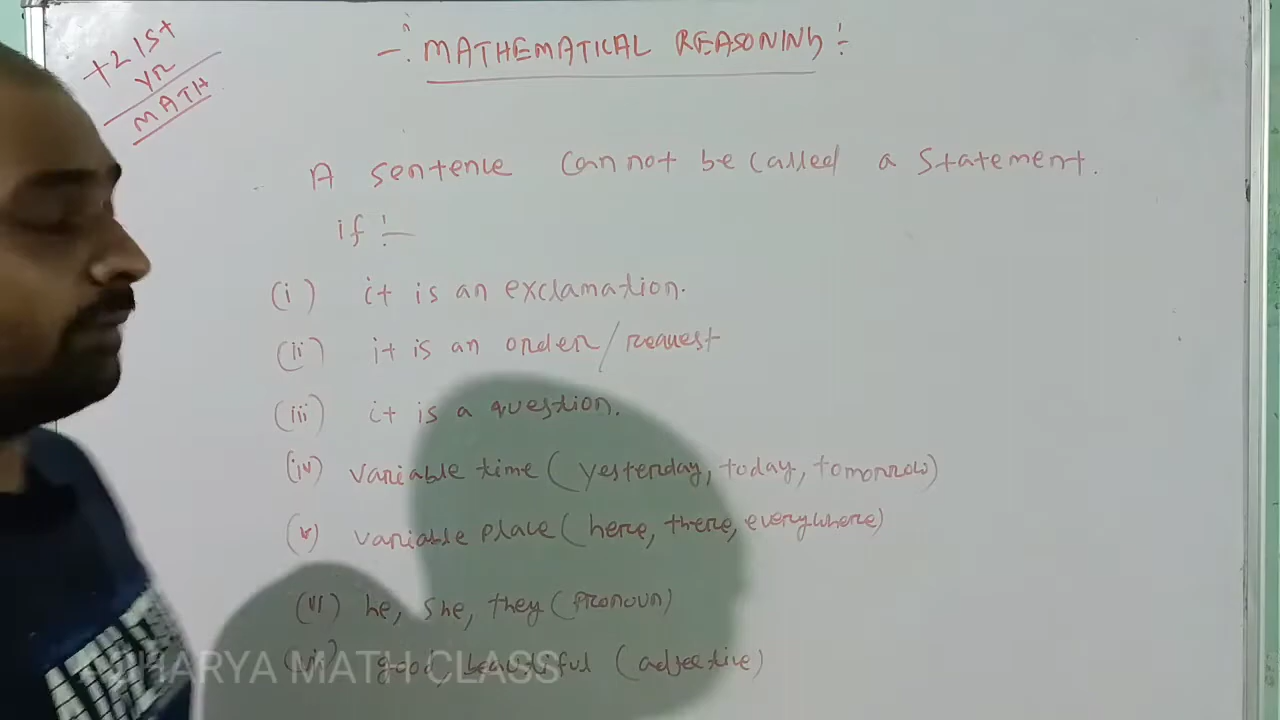 +2 1st
YR
MATH
-: MATHEMATICAL REASONING :-
A sentence cannot be called a statement.
if :-
(i) it is an exclamation.
(ii) it is an order/request
(iii) it is a question.
(iv) variable time (yesterday, today, tomorrow)
(v) variable place (here, there, everywhere)
(vi) he, she, they (pronoun)
(vii) good, beautiful (adjective)
HARYA MATH CLASS